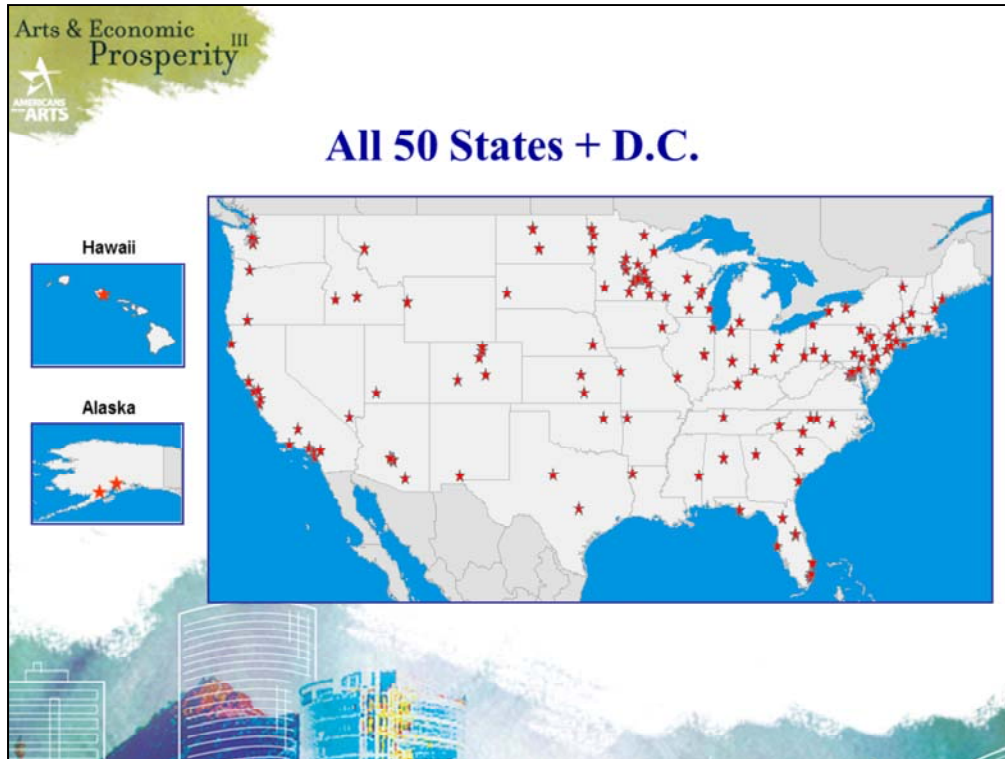 Arts & Economic
Prosperity III
AMERICANS
ARTS
All 50 States + D.C.
Hawaii
Alaska